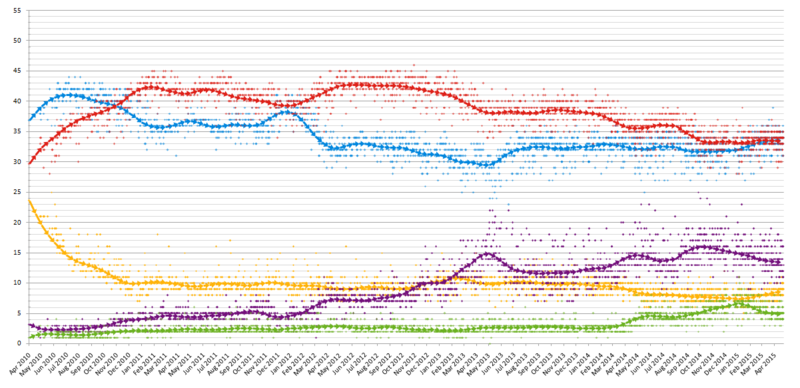 55
50
45
40
35
30
25
20
15
10
5
0
Apr 2010
May 2010
Jun 2010
Jul 2010
Aug 2010
Sep 2010
Oct 2010
Nov 2010
Dec 2010
Jan 2011
Feb 2011
Mar 2011
Apr 2011
May 2011
Jun 2011
Jul 2011
Aug 2011
Sep 2011
Oct 2011
Nov 2011
Dec 2011
Jan 2012
Feb 2012
Mar 2012
Apr 2012
May 2012
Jun 2012
Jul 2012
Aug 2012
Sep 2012
Oct 2012
Nov 2012
Dec 2012
Jan 2013
Feb 2013
Mar 2013
Apr 2013
May 2013
Jun 2013
Jul 2013
Aug 2013
Sep 2013
Oct 2013
Nov 2013
Dec 2013
Jan 2014
Feb 2014
Mar 2014
Apr 2014
May 2014
Jun 2014
Jul 2014
Aug 2014
Sep 2014
Oct 2014
Nov 2014
Dec 2014
Jan 2015
Feb 2015
Mar 2015
Apr 2015